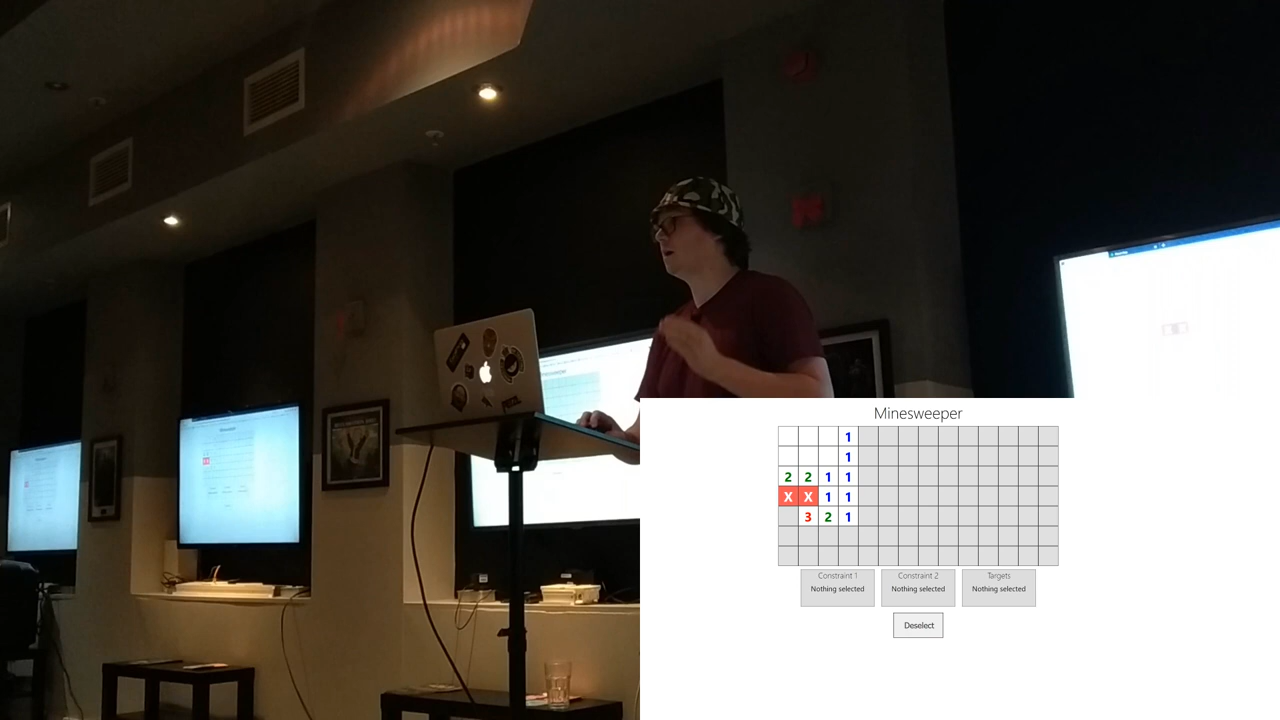 Minesweeper
1
1
2 2 1 1
X X 1 1
3 2 1
Constraint 1 Constraint 2 Targets
Nothing selected Nothing selected Nothing selected
Deselect